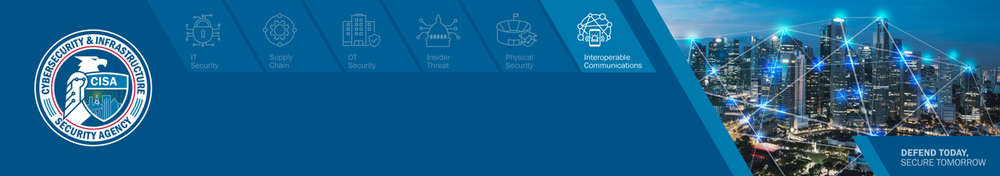 CYBERSECURITY & INFRASTRUCTURE
SECURITY AGENCY
CISA
IT
Security
Supply
Chain
OT
Security
Insider
Threat
Physical
Security
Interoperable
Communications
DEFEND TODAY,
SECURE TOMORROW